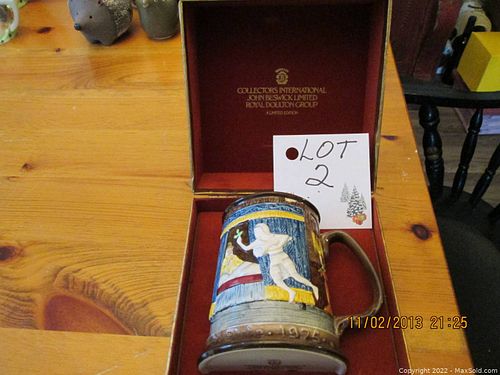 COLLECTORS INTERNATIONAL
JOHN BESWICK LIMITED
ROYAL DOULTON GROUP
A LIMITED EDITION
LOT
2
1975
11/02/2013 21:25
Copyright 2022 - MaxSold.com